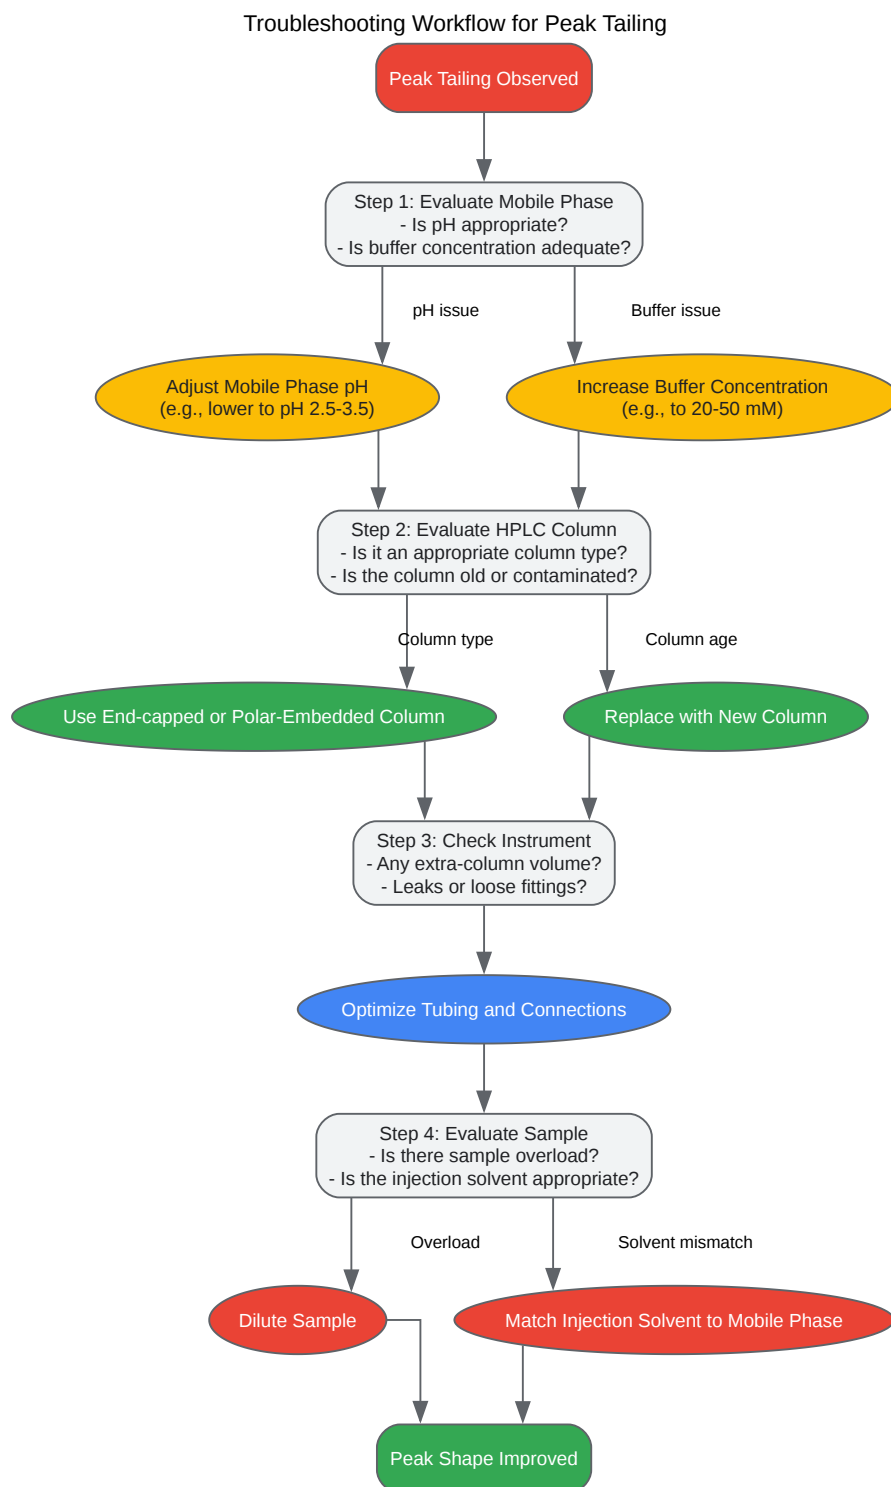 Troubleshooting Workflow for Peak Tailing
Peak Tailing Observed
Step 1: Evaluate Mobile Phase
- Is pH appropriate?
- Is buffer concentration adequate?
pH issue
Buffer issue
Adjust Mobile Phase pH
(e.g., lower to pH 2.5-3.5)
Increase Buffer Concentration
(e.g., to 20-50 mM)
Step 2: Evaluate HPLC Column
- Is it an appropriate column type?
- Is the column old or contaminated?
Column type
Column age
Use End-capped or Polar-Embedded Column
Replace with New Column
Step 3: Check Instrument
- Any extra-column volume?
- Leaks or loose fittings?
Optimize Tubing and Connections
Step 4: Evaluate Sample
- Is there sample overload?
- Is the injection solvent appropriate?
Overload
Solvent mismatch
Dilute Sample
Match Injection Solvent to Mobile Phase
Peak Shape Improved